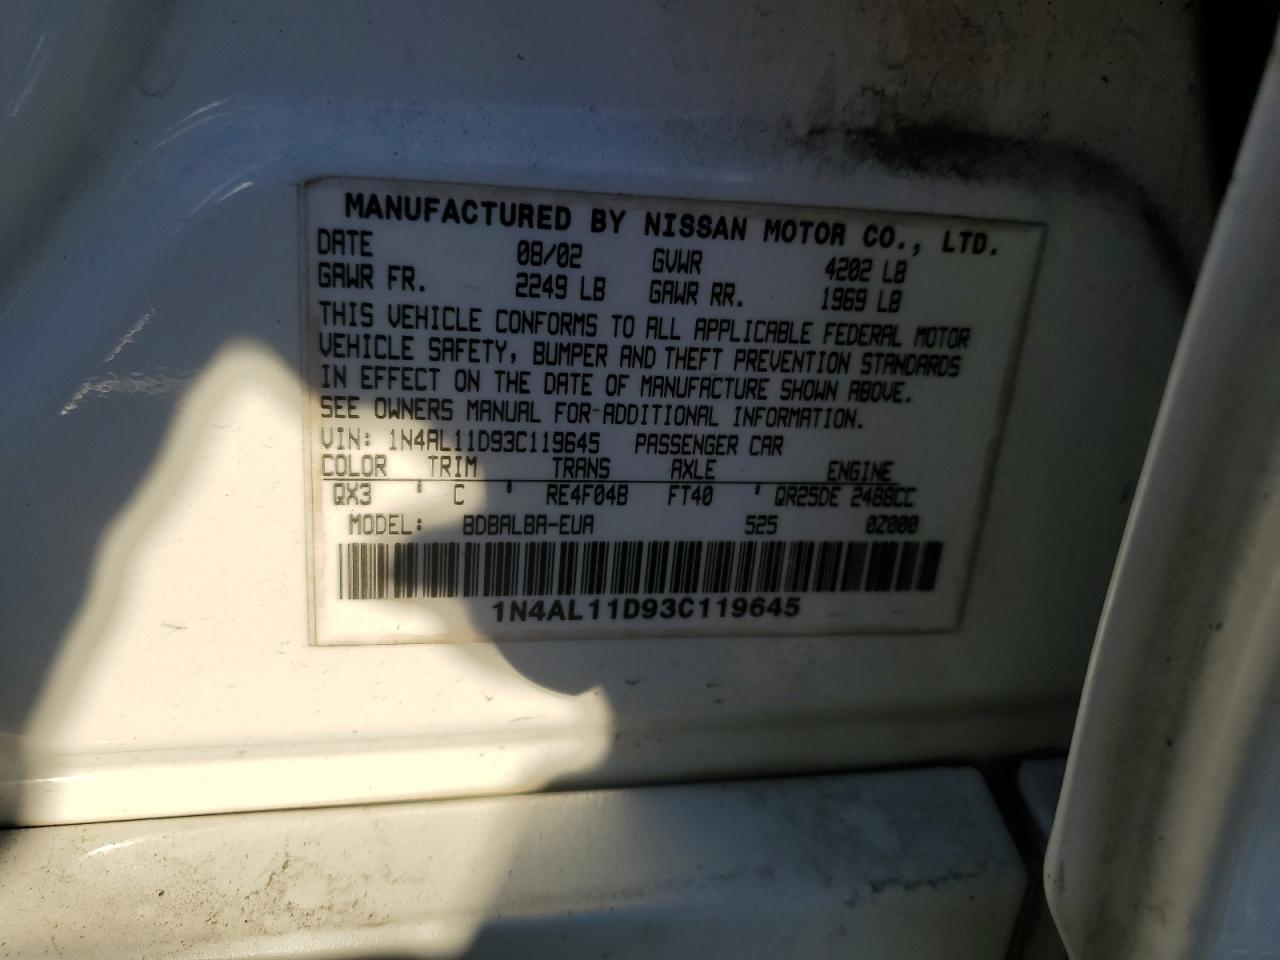 MANUFACTURED BY NISSAN MOTOR CO., LTD.
DATE 08/02 GVWR 4202 LB
GAWR FR. 2249 LB GAWR RR. 1969 LB
THIS VEHICLE CONFORMS TO ALL APPLICABLE FEDERAL MOTOR
VEHICLE SAFETY, BUMPER AND THEFT PREVENTION STANDARDS
IN EFFECT ON THE DATE OF MANUFACTURE SHOWN ABOVE.
SEE OWNERS MANUAL FOR ADDITIONAL INFORMATION.
VIN: 1N4AL11D93C119645 PASSENGER CAR
COLOR TRIM TRANS AXLE ENGINE
QX3 ' C ' RE4F04B FT40 ' QR25DE 2488CC
MODEL: BDBALBA-EUA 525 0Z000
1N4AL11D93C119645